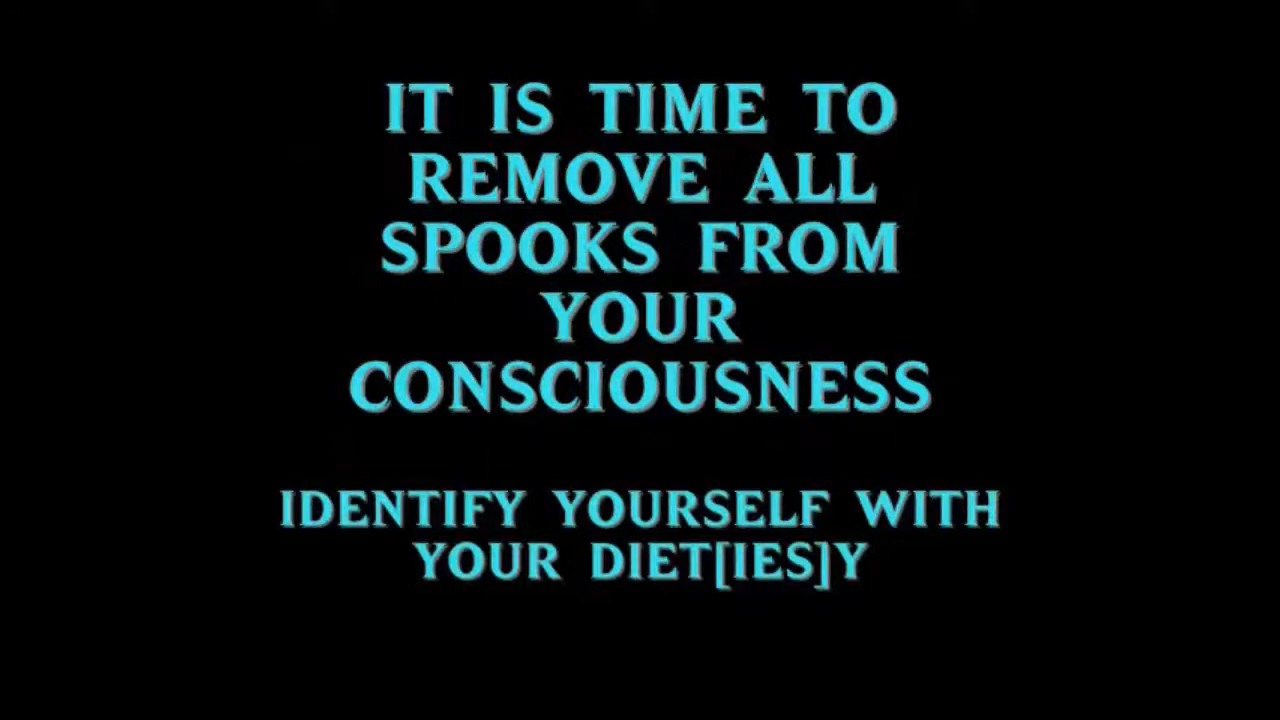 IT IS TIME TO
REMOVE ALL
SPOOKS FROM
YOUR
CONSCIOUSNESS
IDENTIFY YOURSELF WITH
YOUR DIET[IES]Y